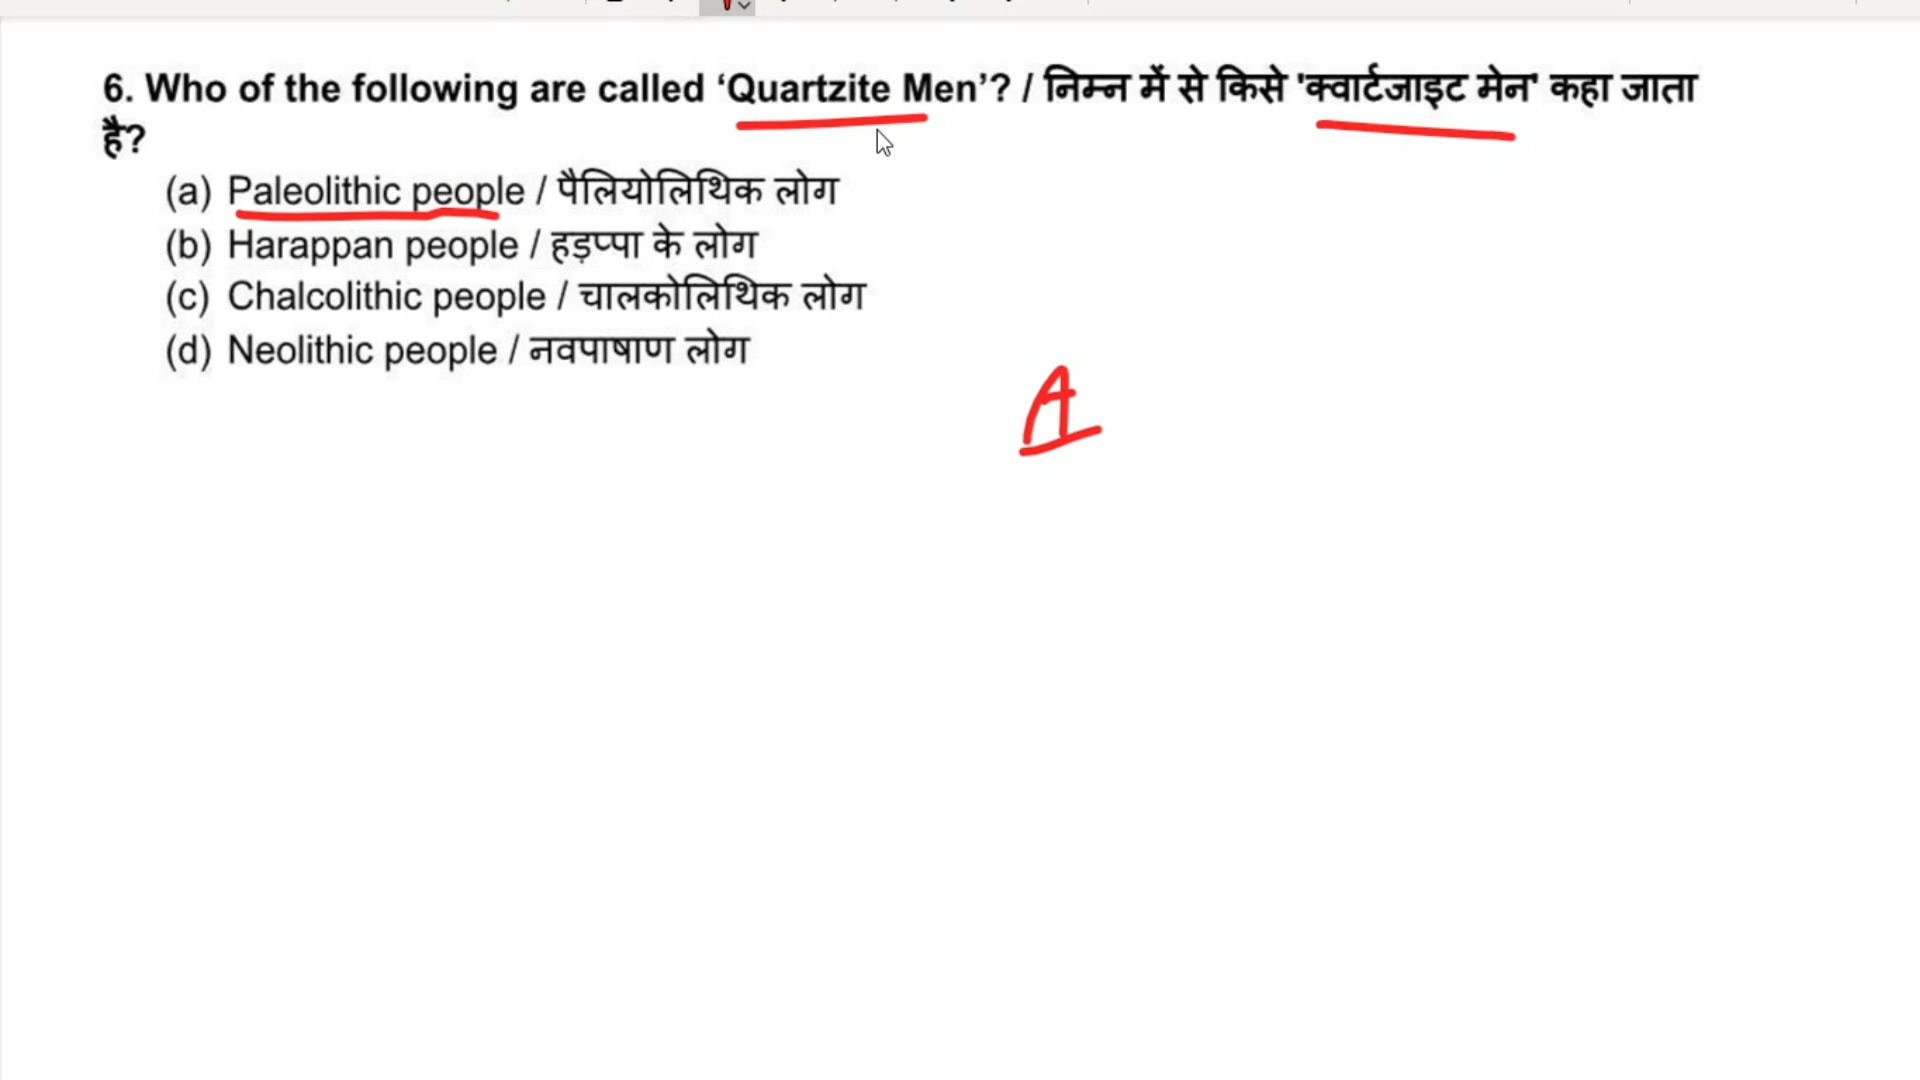 6. Who of the following are called ‘Quartzite Men’? / निम्न में से किसे 'क्वार्टजाइट मेन' कहा जाता
है?
(a) Paleolithic people / पैलियोलिथिक लोग
(b) Harappan people / हड़प्पा के लोग
(c) Chalcolithic people / चालकोलिथिक लोग
(d) Neolithic people / नवपाषाण लोग
A